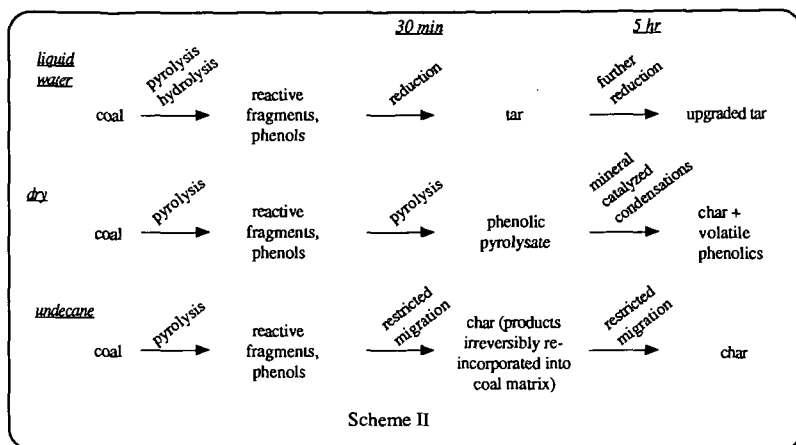 30 min 5 hr
liquid water
pyrolysis hydrolysis reduction further reduction
coal reactive fragments, phenols tar upgraded tar
dry
pyrolysis pyrolysis mineral catalyzed condensations
coal reactive fragments, phenols phenolic pyrolysate char + volatile phenolics
undecane
pyrolysis restricted migration restricted migration
coal reactive fragments, phenols char (products irreversibly re-incorporated into coal matrix) char
Scheme II